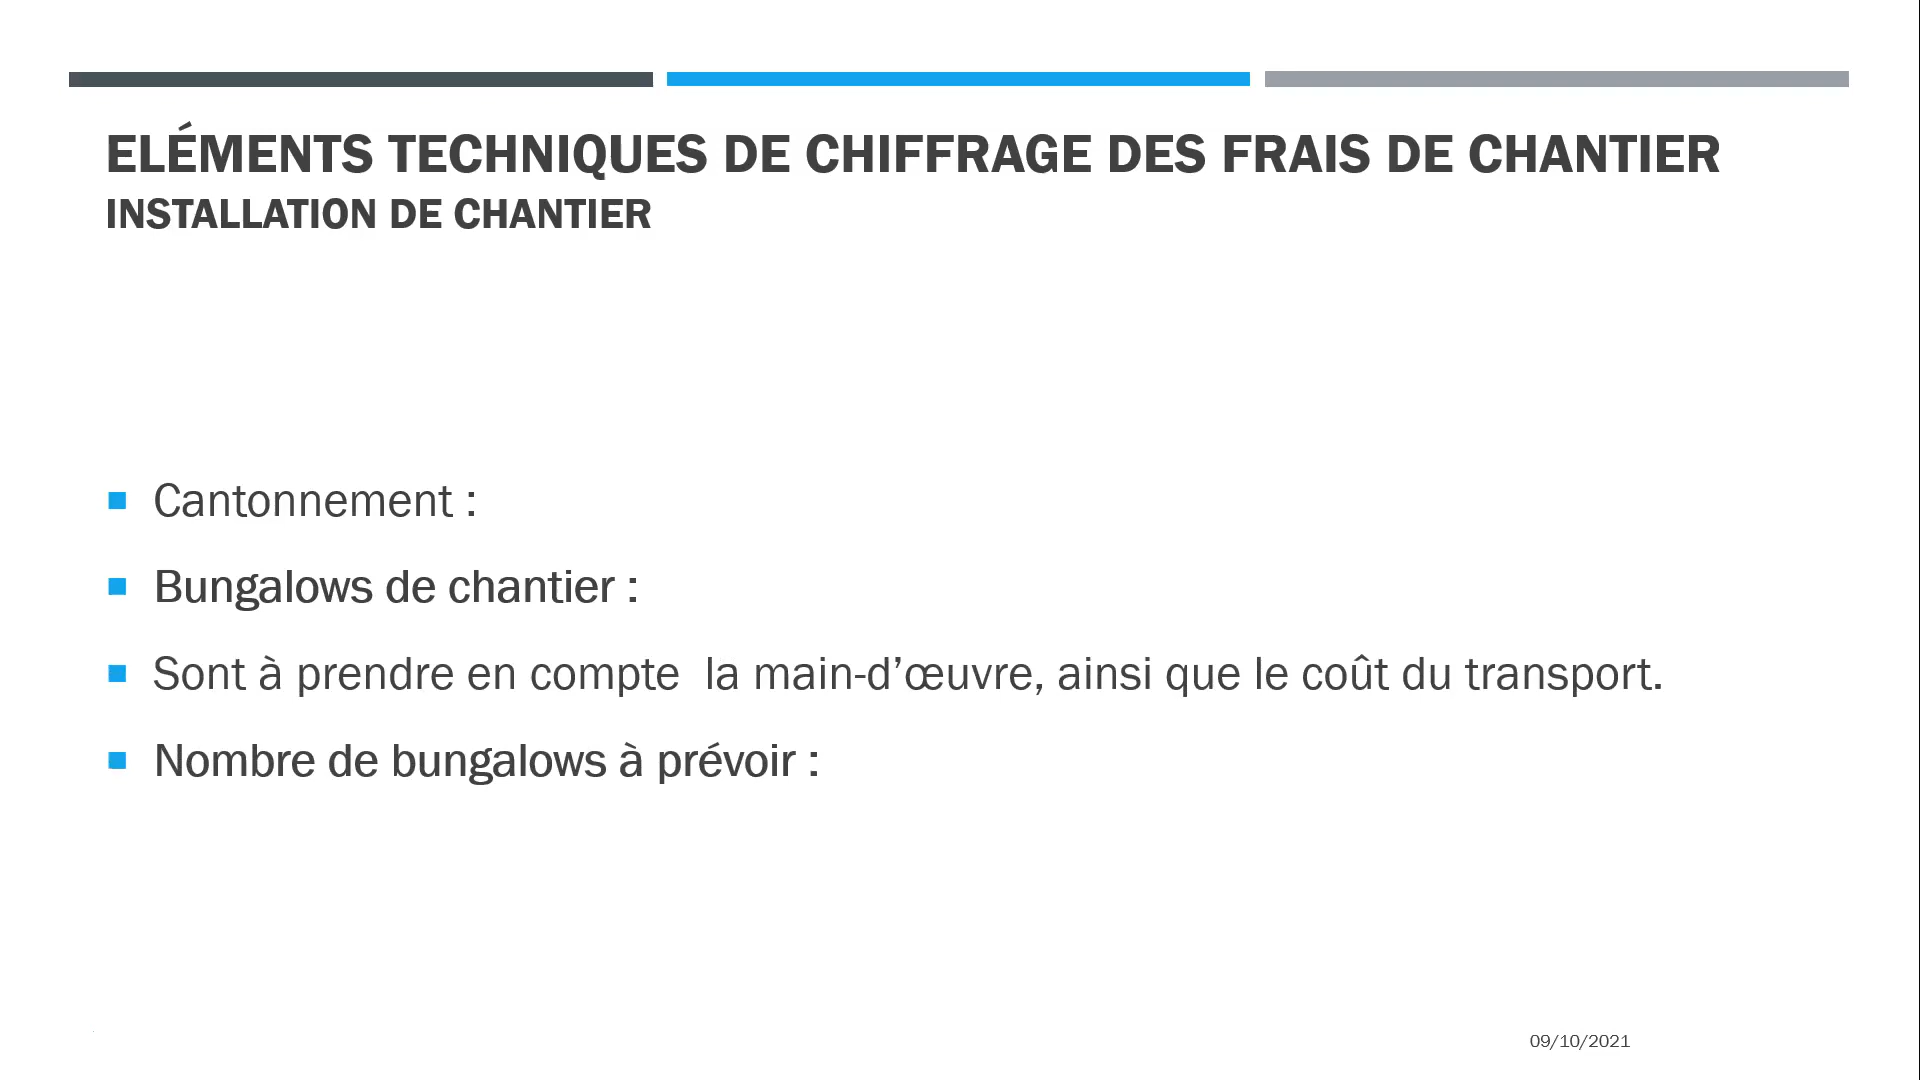 ELÉMENTS TECHNIQUES DE CHIFFRAGE DES FRAIS DE CHANTIER
INSTALLATION DE CHANTIER
Cantonnement :
Bungalows de chantier :
Sont à prendre en compte  la main-d’œuvre, ainsi que le coût du transport.
Nombre de bungalows à prévoir :
09/10/2021